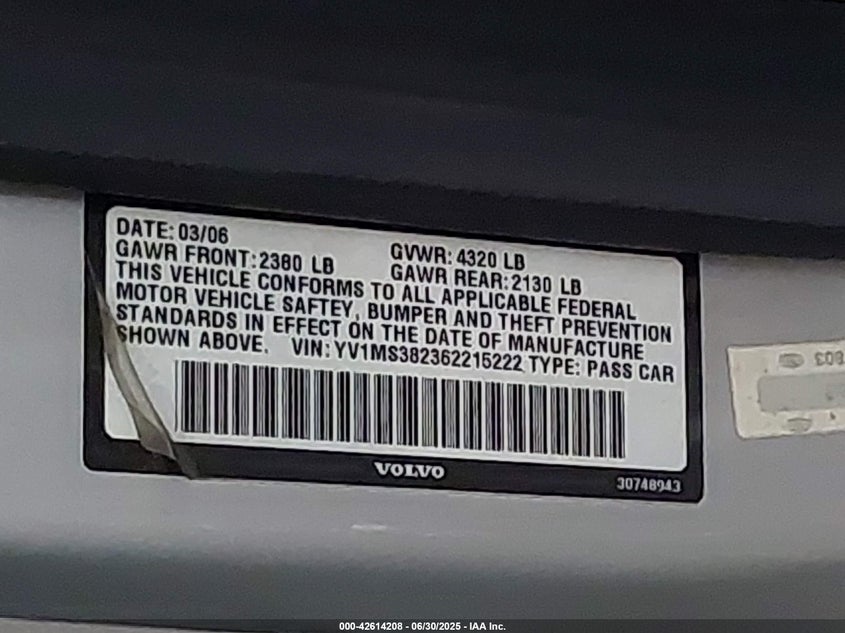 DATE: 03/06 GVWR: 4320 LB
GAWR FRONT: 2380 LB GAWR REAR: 2130 LB
THIS VEHICLE CONFORMS TO ALL APPLICABLE FEDERAL
MOTOR VEHICLE SAFTEY, BUMPER AND THEFT PREVENTION
STANDARDS IN EFFECT ON THE DATE OF MANUFACTURE
SHOWN ABOVE. VIN: YV1MS382362215222 TYPE: PASS CAR
VOLVO
30748943
000-42614208 - 06/30/2025 - IAA Inc.